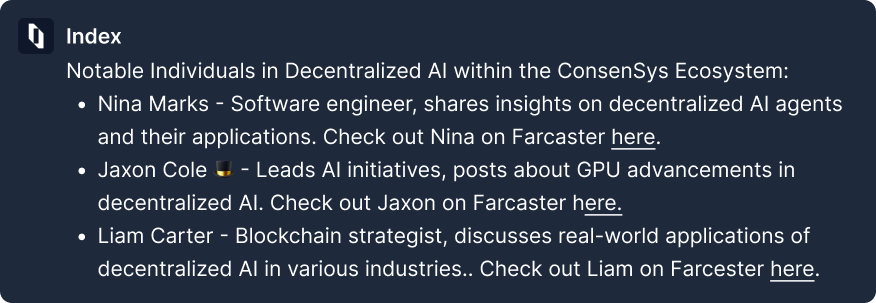 Index
Notable Individuals in Decentralized AI within the ConsenSys Ecosystem:
• Nina Marks - Software engineer, shares insights on decentralized AI agents
and their applications. Check out Nina on Farcaster here.
• Jaxon Cole 🎩 - Leads AI initiatives, posts about GPU advancements in
decentralized AI. Check out Jaxon on Farcaster here.
• Liam Carter - Blockchain strategist, discusses real-world applications of
decentralized AI in various industries.. Check out Liam on Farcester here.